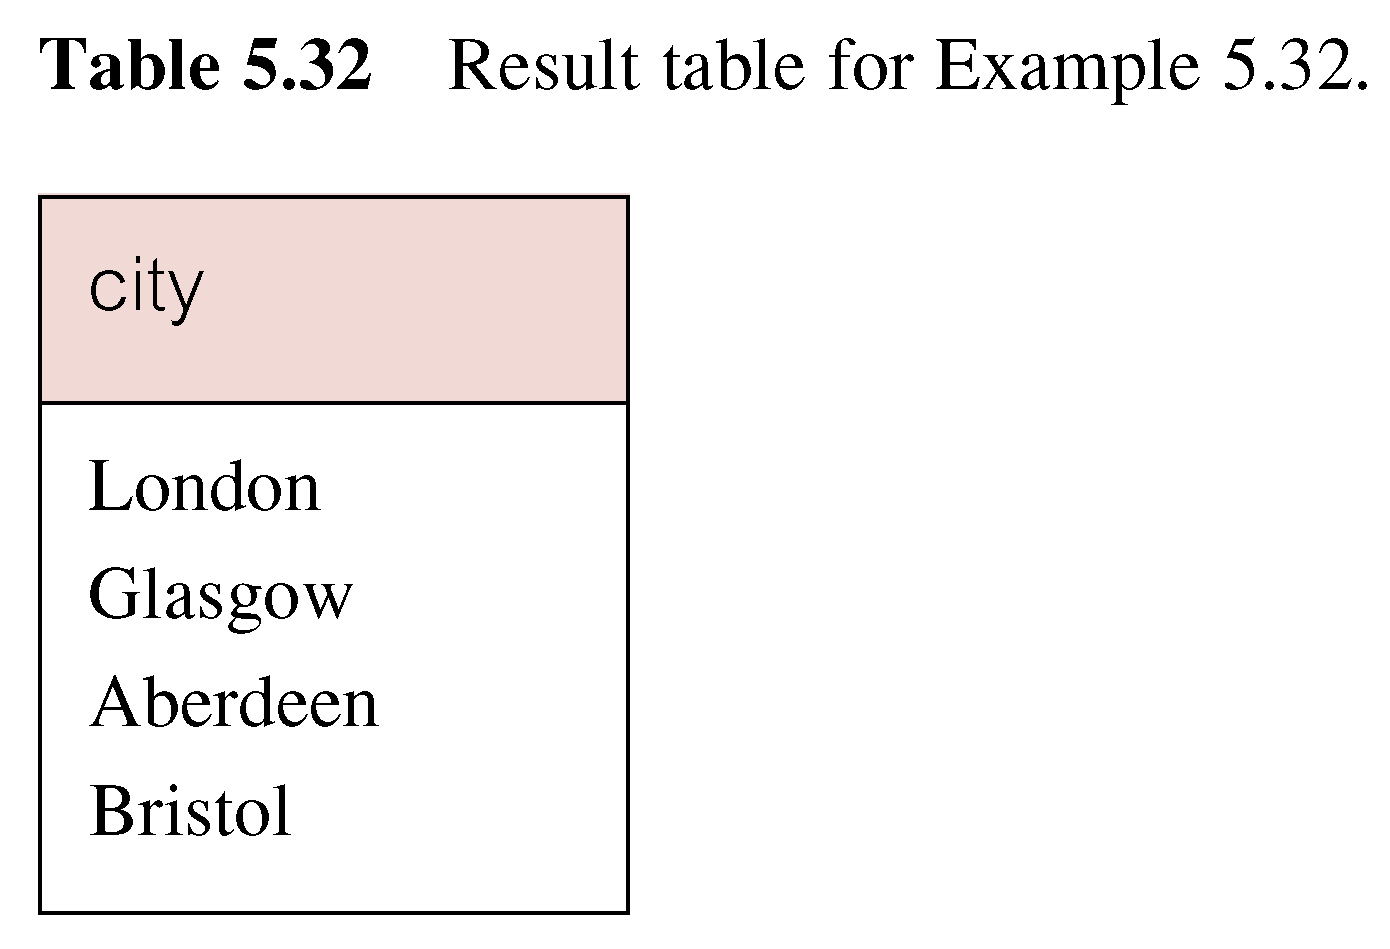 Table 5.32 Result table for Example 5.32.
city
London
Glasgow
Aberdeen
Bristol